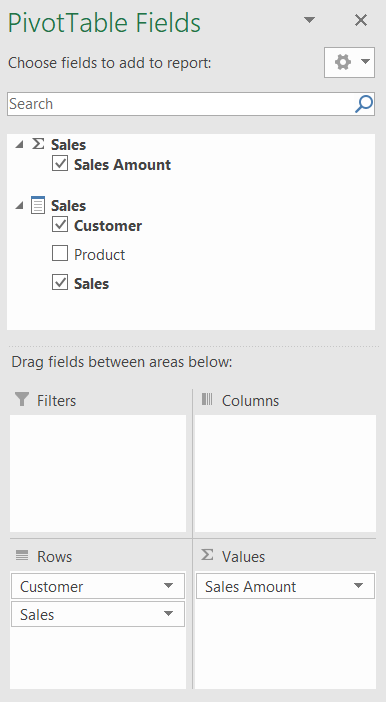 PivotTable Fields
Choose fields to add to report:
Search
Σ Sales
Sales Amount
Sales
Customer
Product
Sales
Drag fields between areas below:
Filters
Columns
Rows
Σ Values
Customer
Sales Amount
Sales